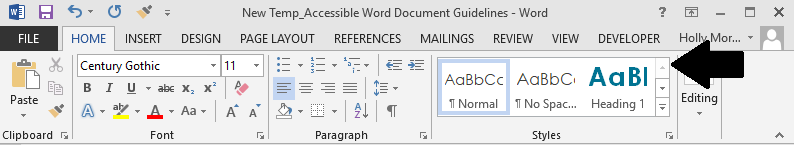 New Temp_Accessible Word Document Guidelines - Word
FILE HOME INSERT DESIGN PAGE LAYOUT REFERENCES MAILINGS REVIEW VIEW DEVELOPER Holly Mor...
Century Gothic 11
Paste
B I U abc X₂ X²
A ab A Aa A A
A Z
AaBbCc AaBbCc AaBl
¶ Normal ¶ No Spac... Heading 1
Editing
Clipboard Font Paragraph Styles